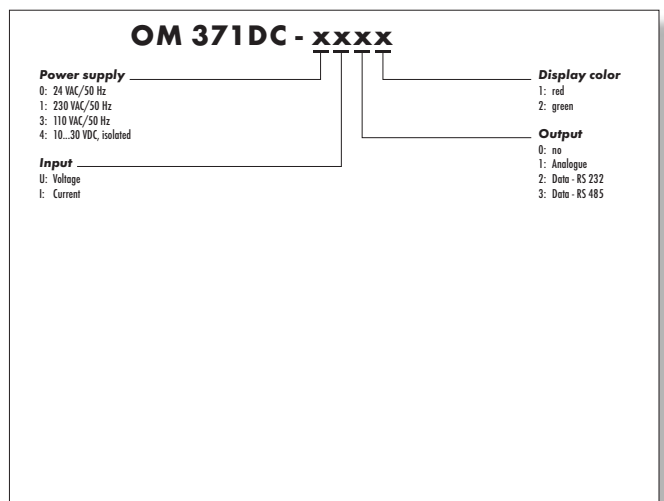 OM 371DC - xxxx
Power supply
0: 24 VAC/50 Hz
1: 230 VAC/50 Hz
3: 110 VAC/50 Hz
4: 10...30 VDC, isolated
Input
U: Voltage
I: Current
Display color
1: red
2: green
Output
0: no
1: Analogue
2: Data - RS 232
3: Data - RS 485